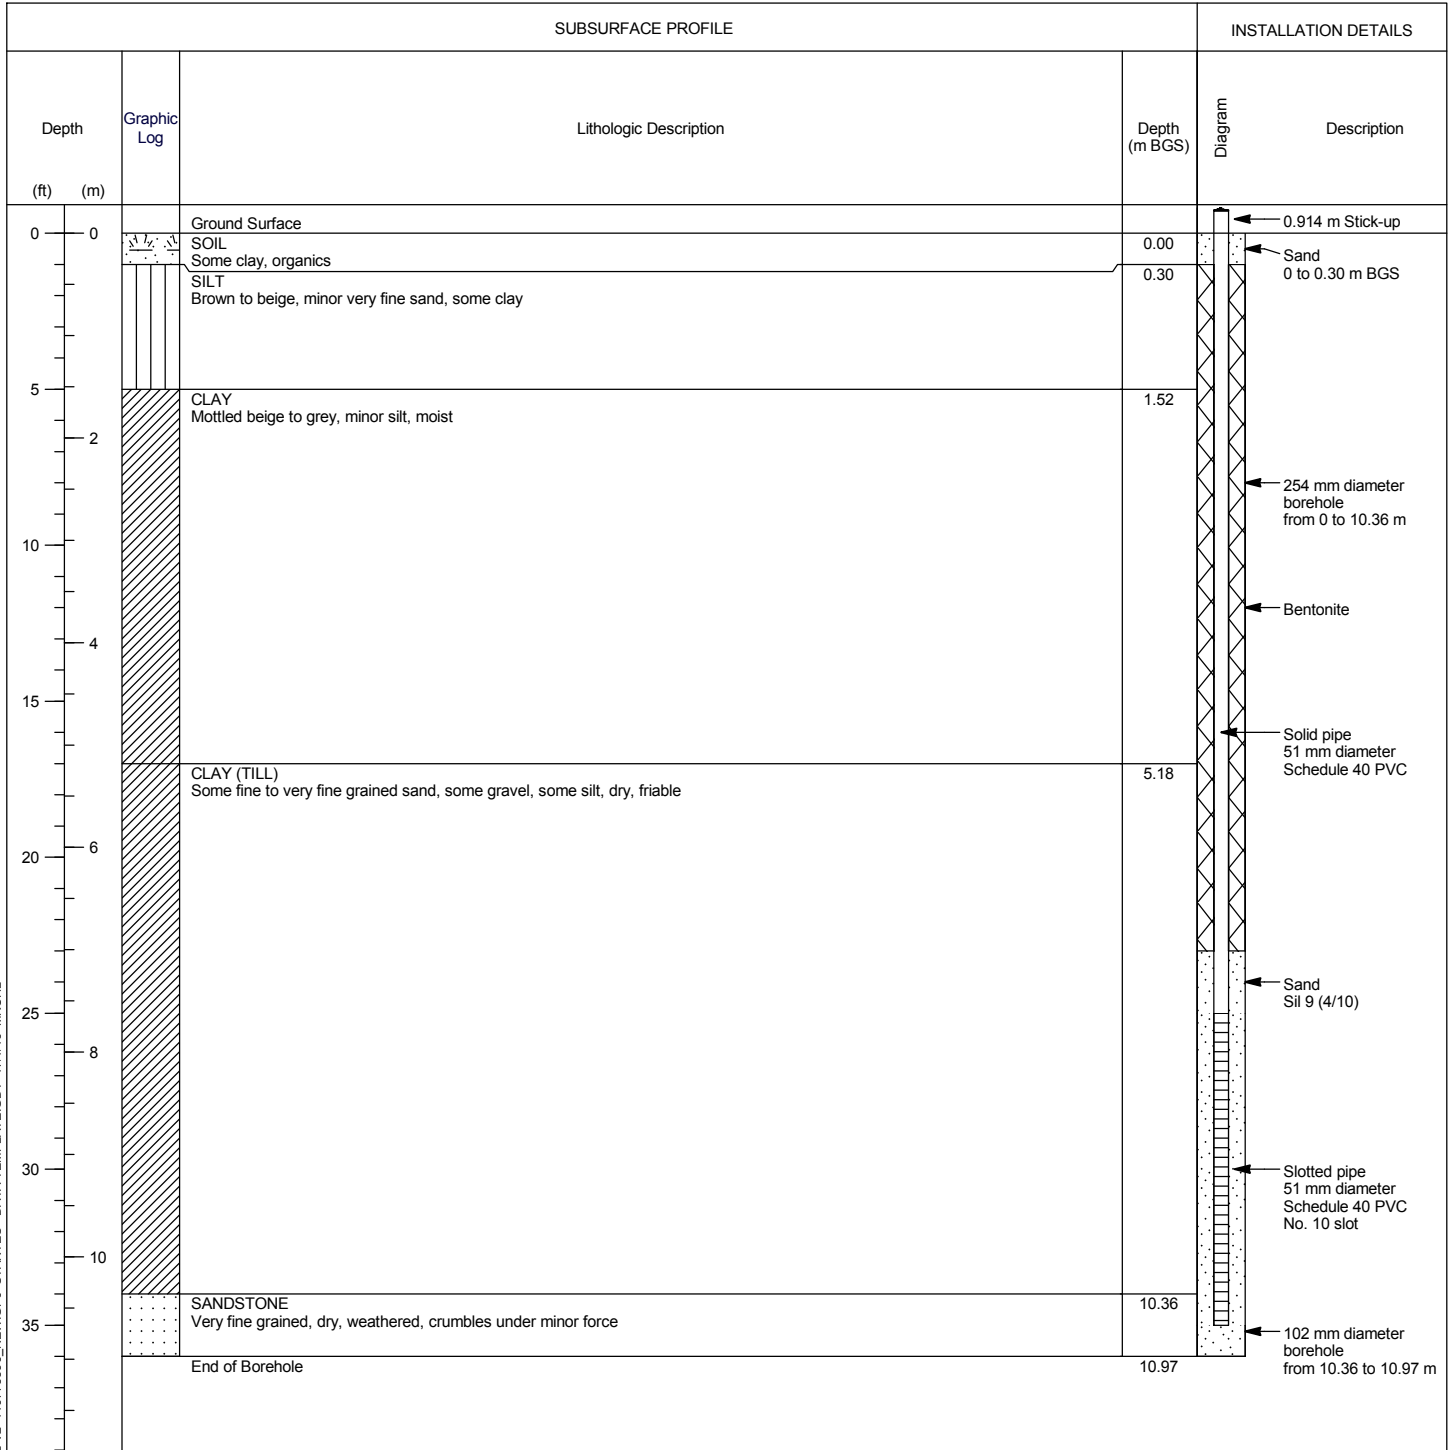 SUBSURFACE PROFILE
INSTALLATION DETAILS
Depth
(ft) (m)
Graphic
Log
Lithologic Description
Depth
(m BGS)
Diagram
Description
Ground Surface
0.914 m Stick-up
0 0
SOIL
0.00
Some clay, organics
Sand
0 to 0.30 m BGS
SILT
0.30
Brown to beige, minor very fine sand, some clay
5
CLAY
1.52
Mottled beige to grey, minor silt, moist
2
254 mm diameter
borehole
from 0 to 10.36 m
10
Bentonite
4
15
Solid pipe
51 mm diameter
Schedule 40 PVC
CLAY (TILL)
5.18
Some fine to very fine grained sand, some gravel, some silt, dry, friable
6
20
Sand
Sil 9 (4/10)
25
8
30
Slotted pipe
51 mm diameter
Schedule 40 PVC
No. 10 slot
10
SANDSTONE
10.36
Very fine grained, dry, weathered, crumbles under minor force
35
102 mm diameter
borehole
from 10.36 to 10.97 m
End of Borehole
10.97